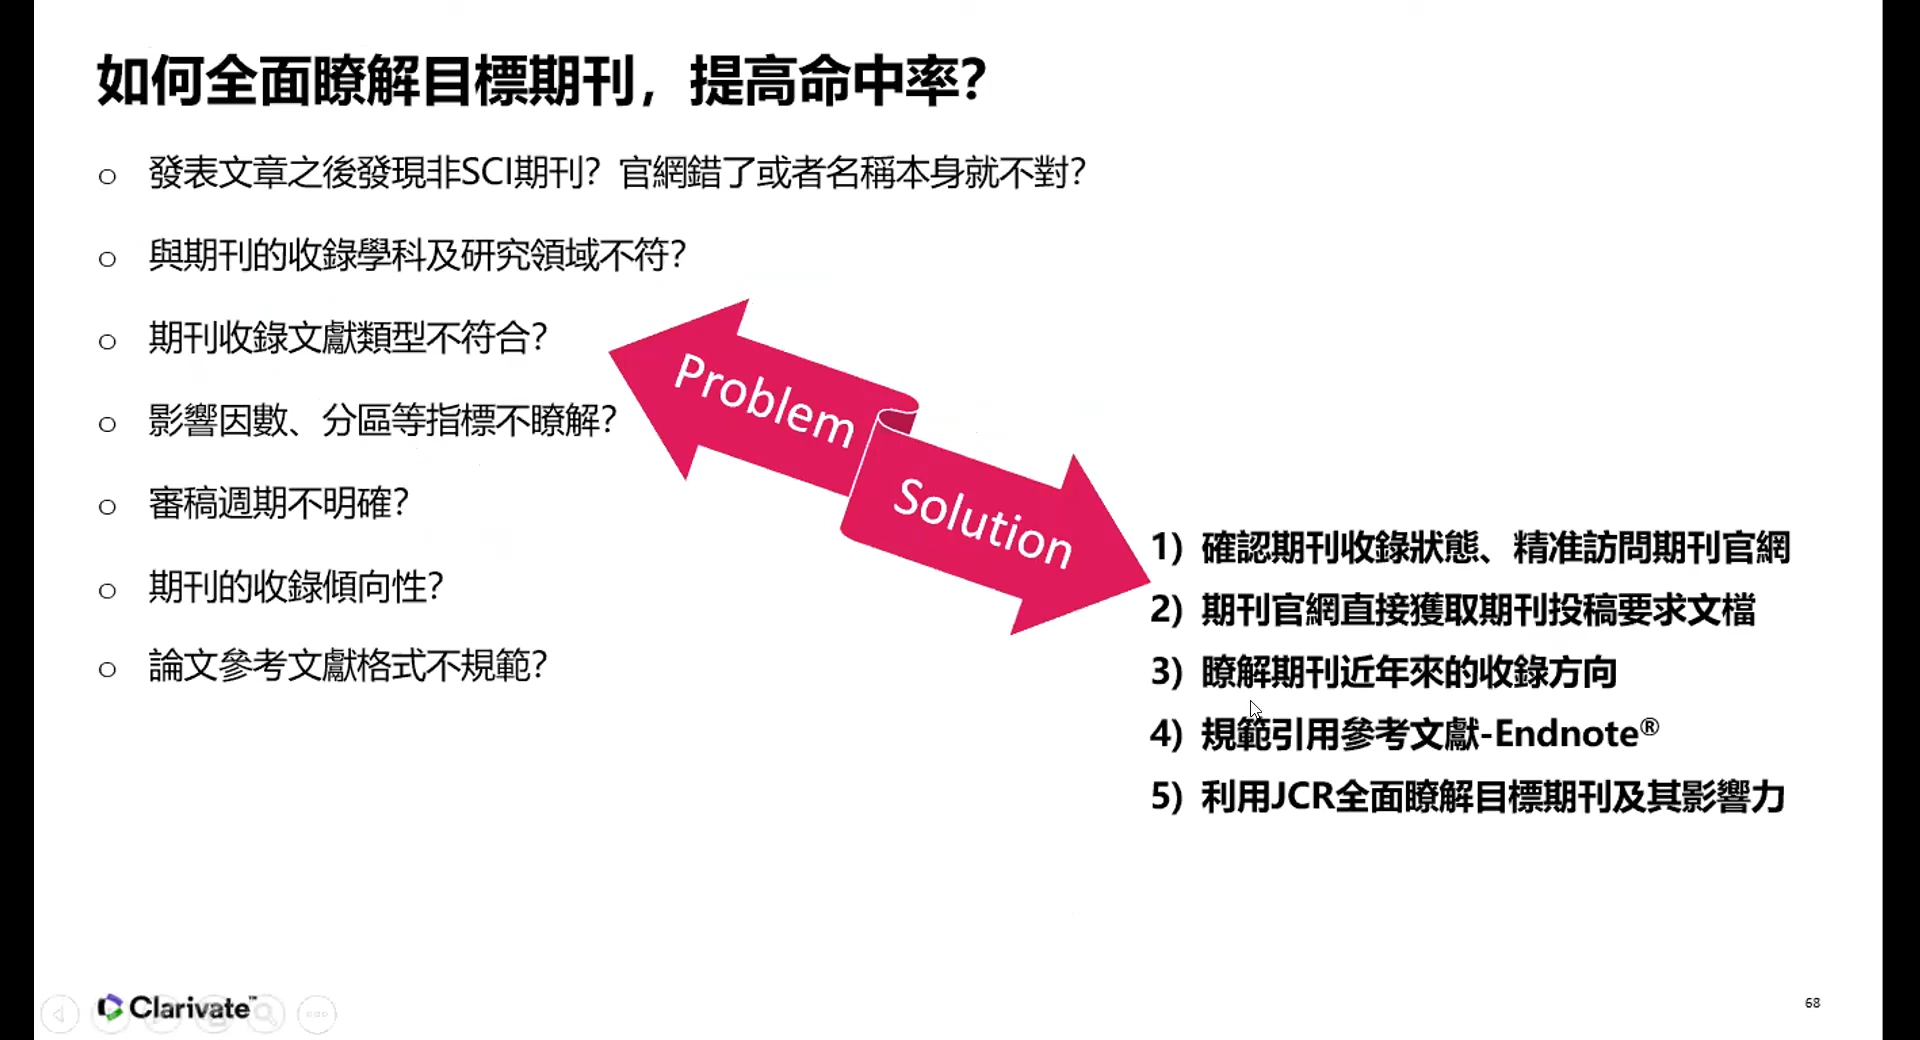 如何全面瞭解目標期刊，提高命中率？
發表文章之後發現非SCI期刊？官網錯了或者名稱本身就不對？
與期刊的收錄學科及研究領域不符？
期刊收錄文獻類型不符合？
影響因數、分區等指標不瞭解？
審稿週期不明確？
期刊的收錄傾向性？
論文參考文獻格式不規範？
Problem
Solution
1) 確認期刊收錄狀態、精准訪問期刊官網
2) 期刊官網直接獲取期刊投稿要求文檔
3) 瞭解期刊近年來的收錄方向
4) 規範引用參考文獻-Endnote®
5) 利用JCR全面瞭解目標期刊及其影響力
Clarivate™
68